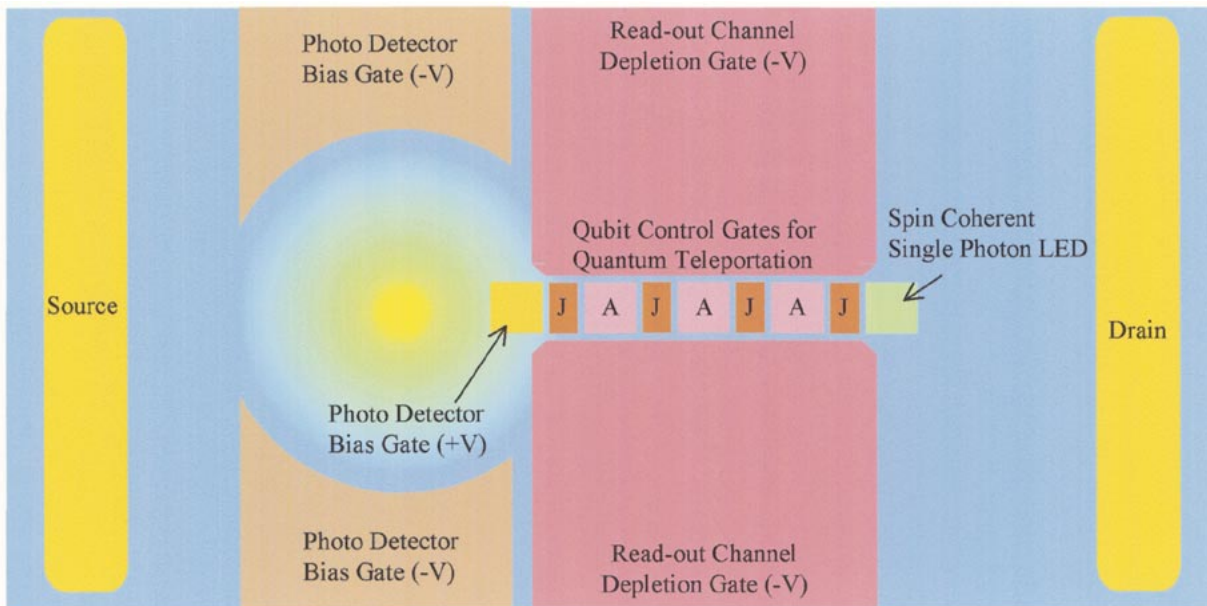 Photo Detector
Bias Gate (-V)
Read-out Channel
Depletion Gate (-V)
Source
Qubit Control Gates for
Quantum Teleportation
Spin Coherent
Single Photon LED
J A J A J A J
Drain
Photo Detector
Bias Gate (+V)
Photo Detector
Bias Gate (-V)
Read-out Channel
Depletion Gate (-V)